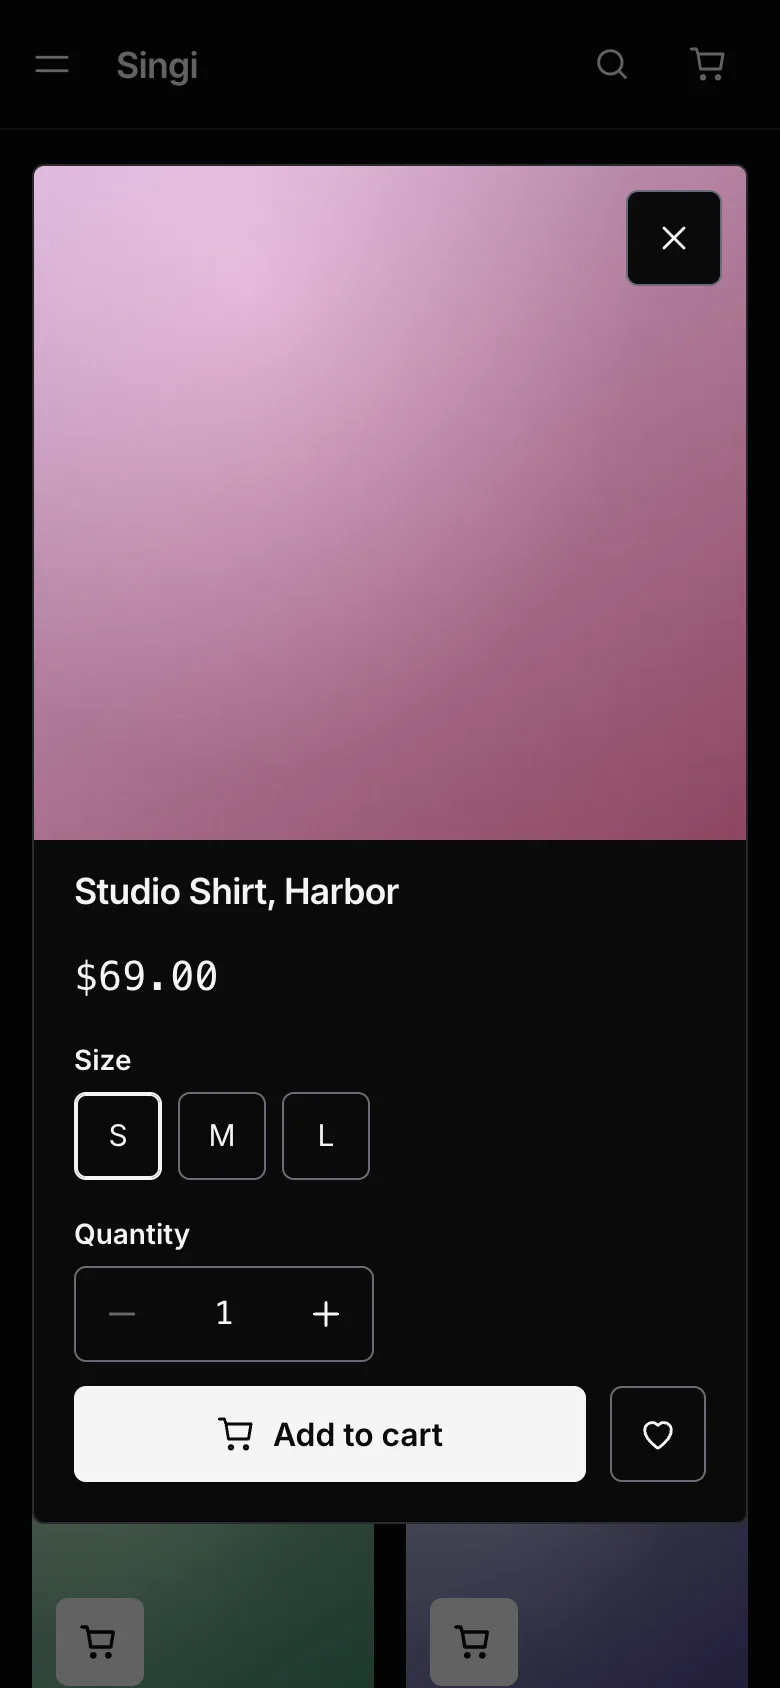 Singi
Studio Shirt, Harbor
$69.00
Size
S M L
Quantity
1
Add to cart